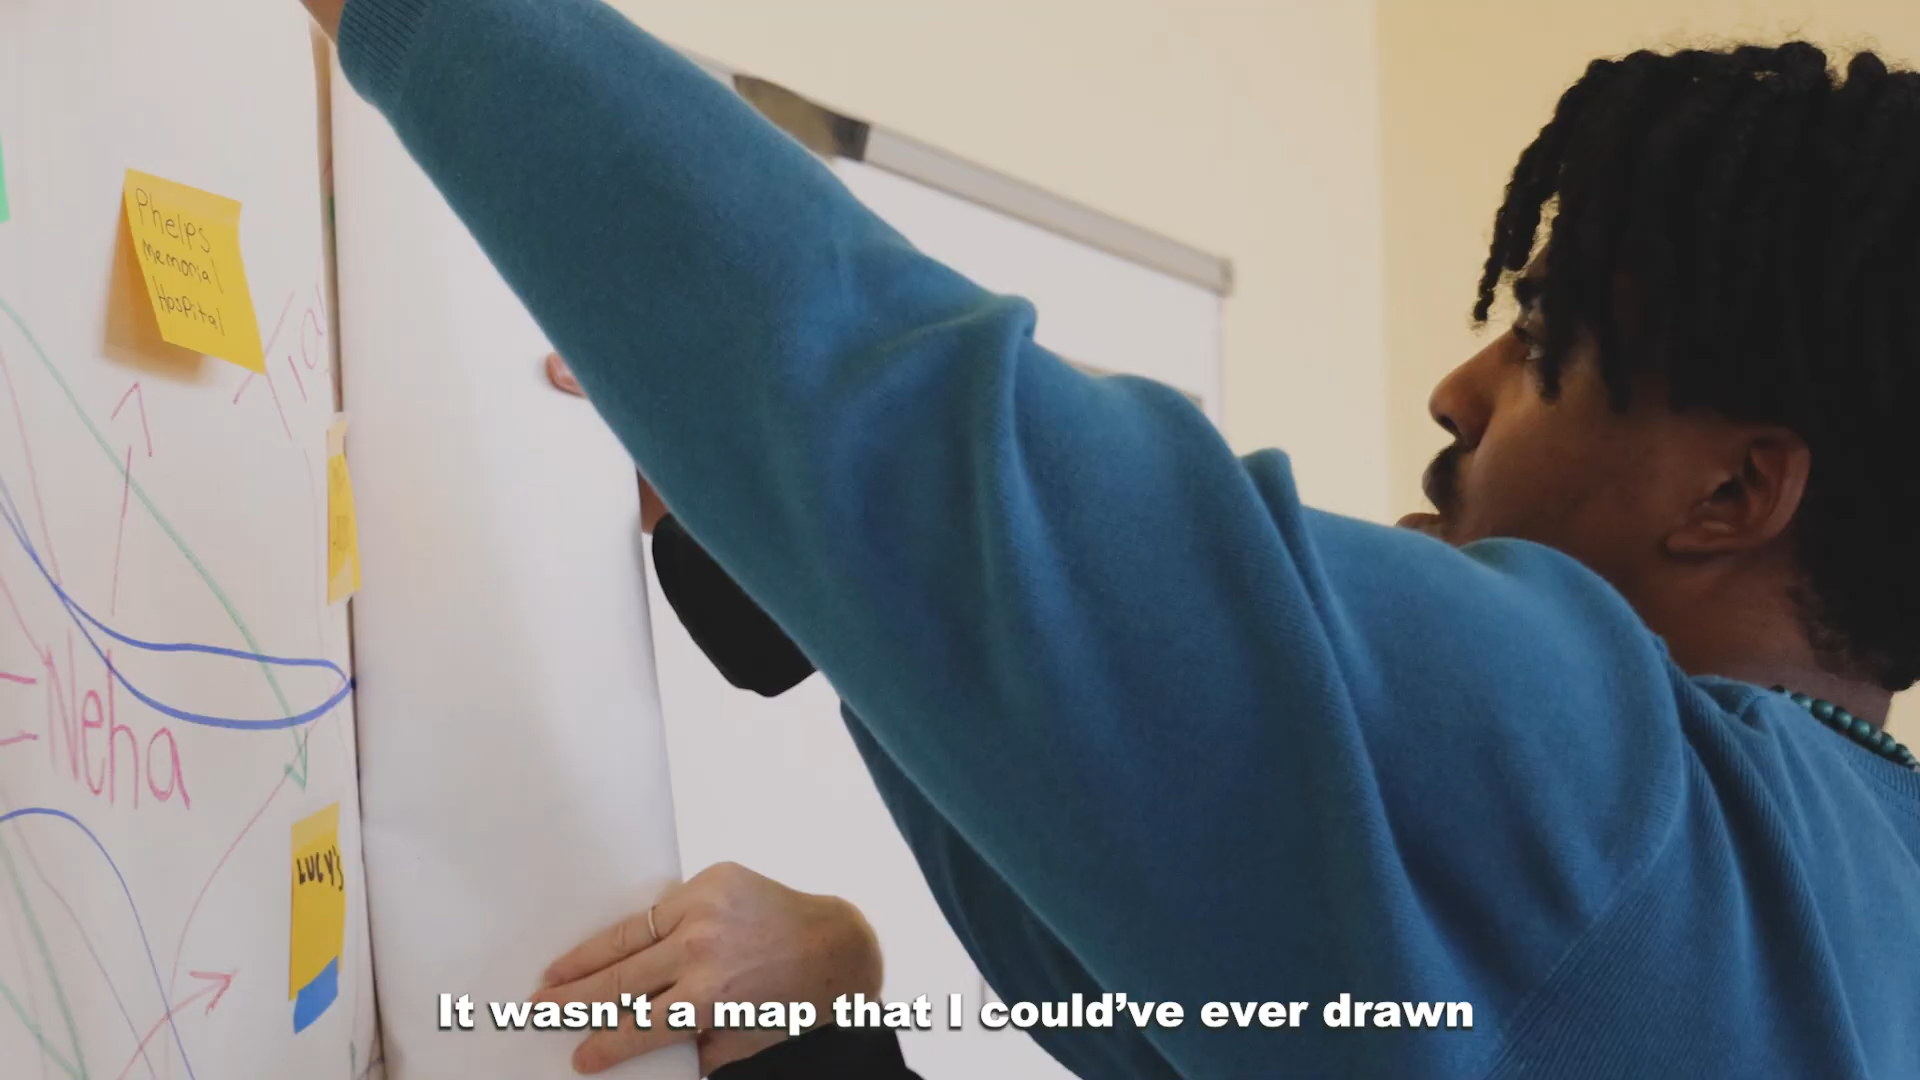 Phelps
Memorial
Hospital
=Neha
LUCY'S
It wasn't a map that I could’ve ever drawn